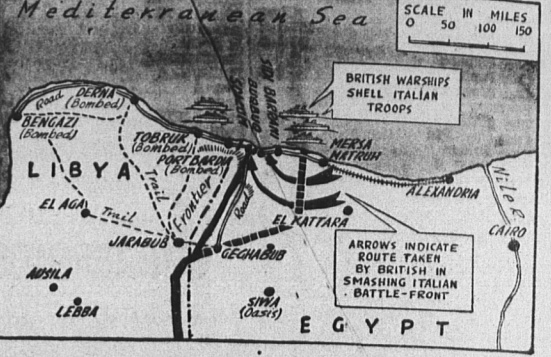 Mediterranean Sea
SCALE IN MILES
0 50 100 150
BRITISH WARSHIPS
SHELL ITALIAN
TROOPS
Road
DERNA
(Bombed)
BENGAZI
(Bombed)
TOBRUK
(Bombed)
PORT BARDIA
(Bombed)
SIDI BARRANI
BUQBUQ
MERSA
MATRUH
LIBYA
Trail
Frontier
Road
ALEXANDRIA
Nile R.
CAIRO
EL AGA
Trail
JARABUB
GEGHABUB
EL KATTARA
ARROWS INDICATE
ROUTE TAKEN
BY BRITISH IN
SMASHING ITALIAN
BATTLE-FRONT
AUSILA
LEBBA
SIWA
(Oasis)
EGYPT